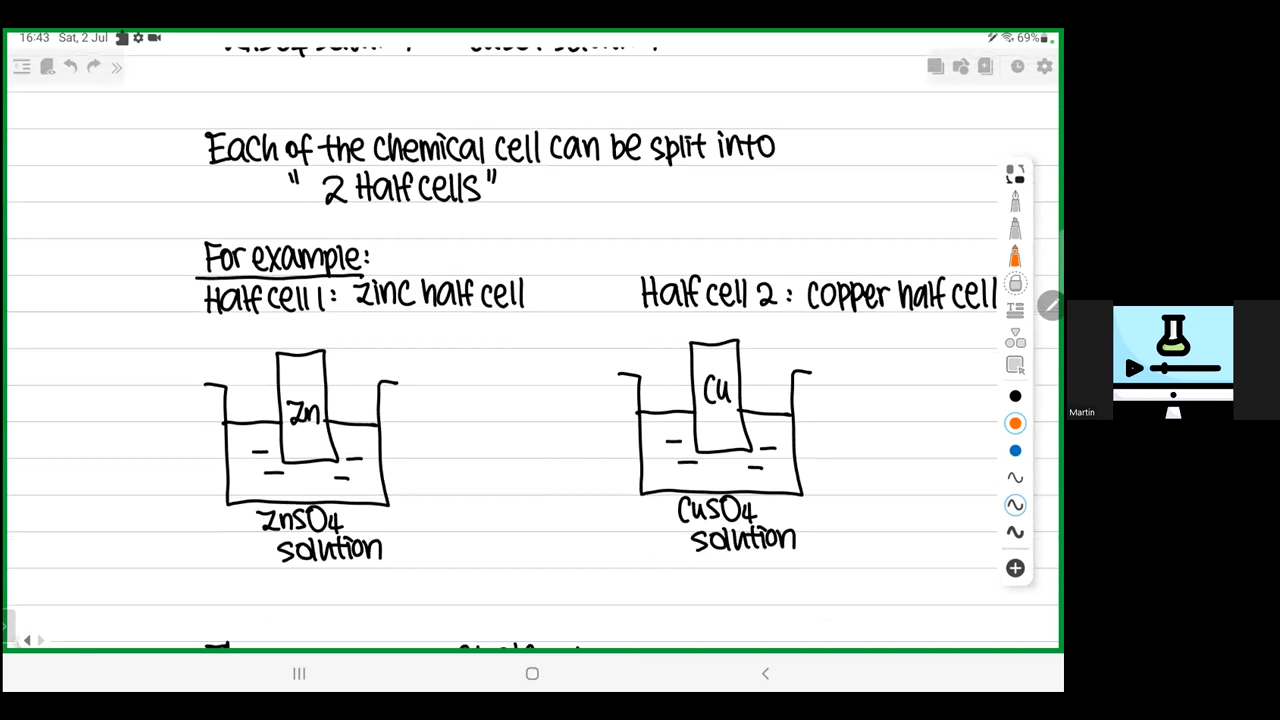 16:43 Sat, 2 Jul
69%
Each of the chemical cell can be split into
" 2 Half cells "
For example:
Half cell 1: Zinc half cell
Half cell 2: copper half cell
Zn
Cu
ZnSO4
solution
CuSO4
solution
Martin